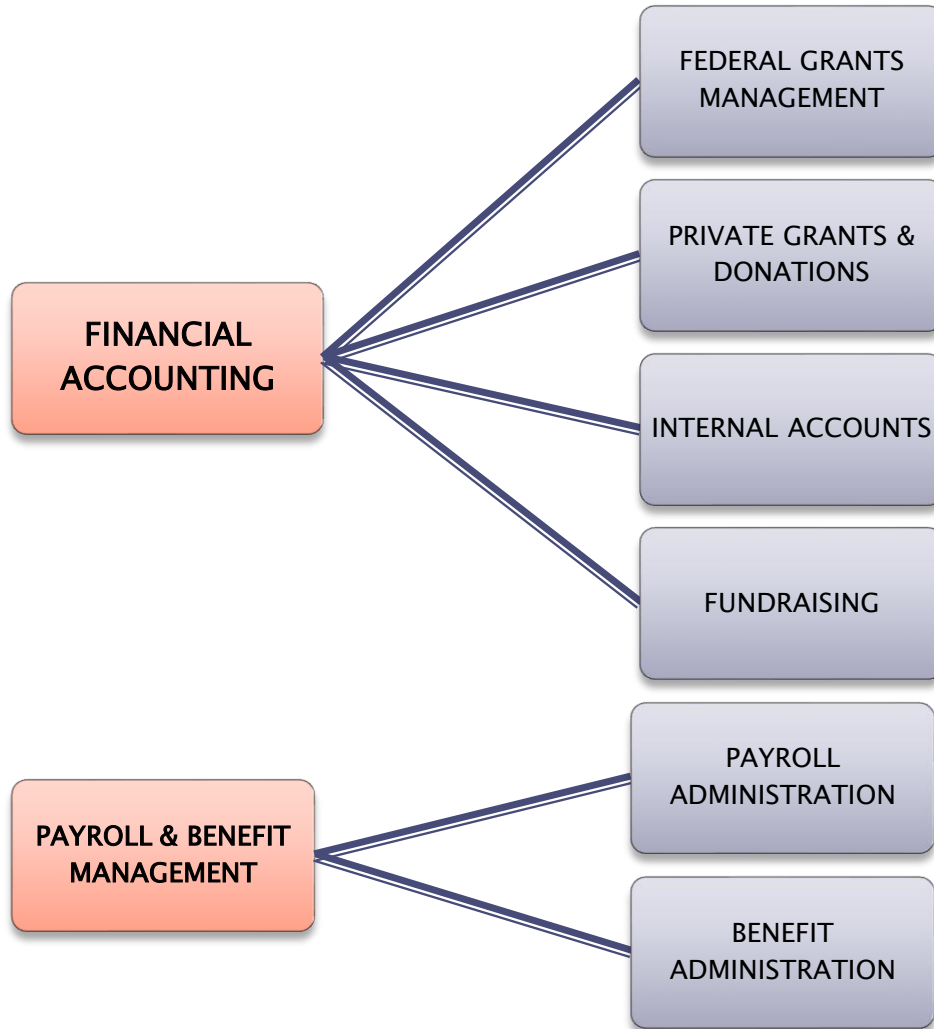 FEDERAL GRANTS
MANAGEMENT
PRIVATE GRANTS &
DONATIONS
FINANCIAL
ACCOUNTING
INTERNAL ACCOUNTS
FUNDRAISING
PAYROLL
ADMINISTRATION
PAYROLL & BENEFIT
MANAGEMENT
BENEFIT
ADMINISTRATION